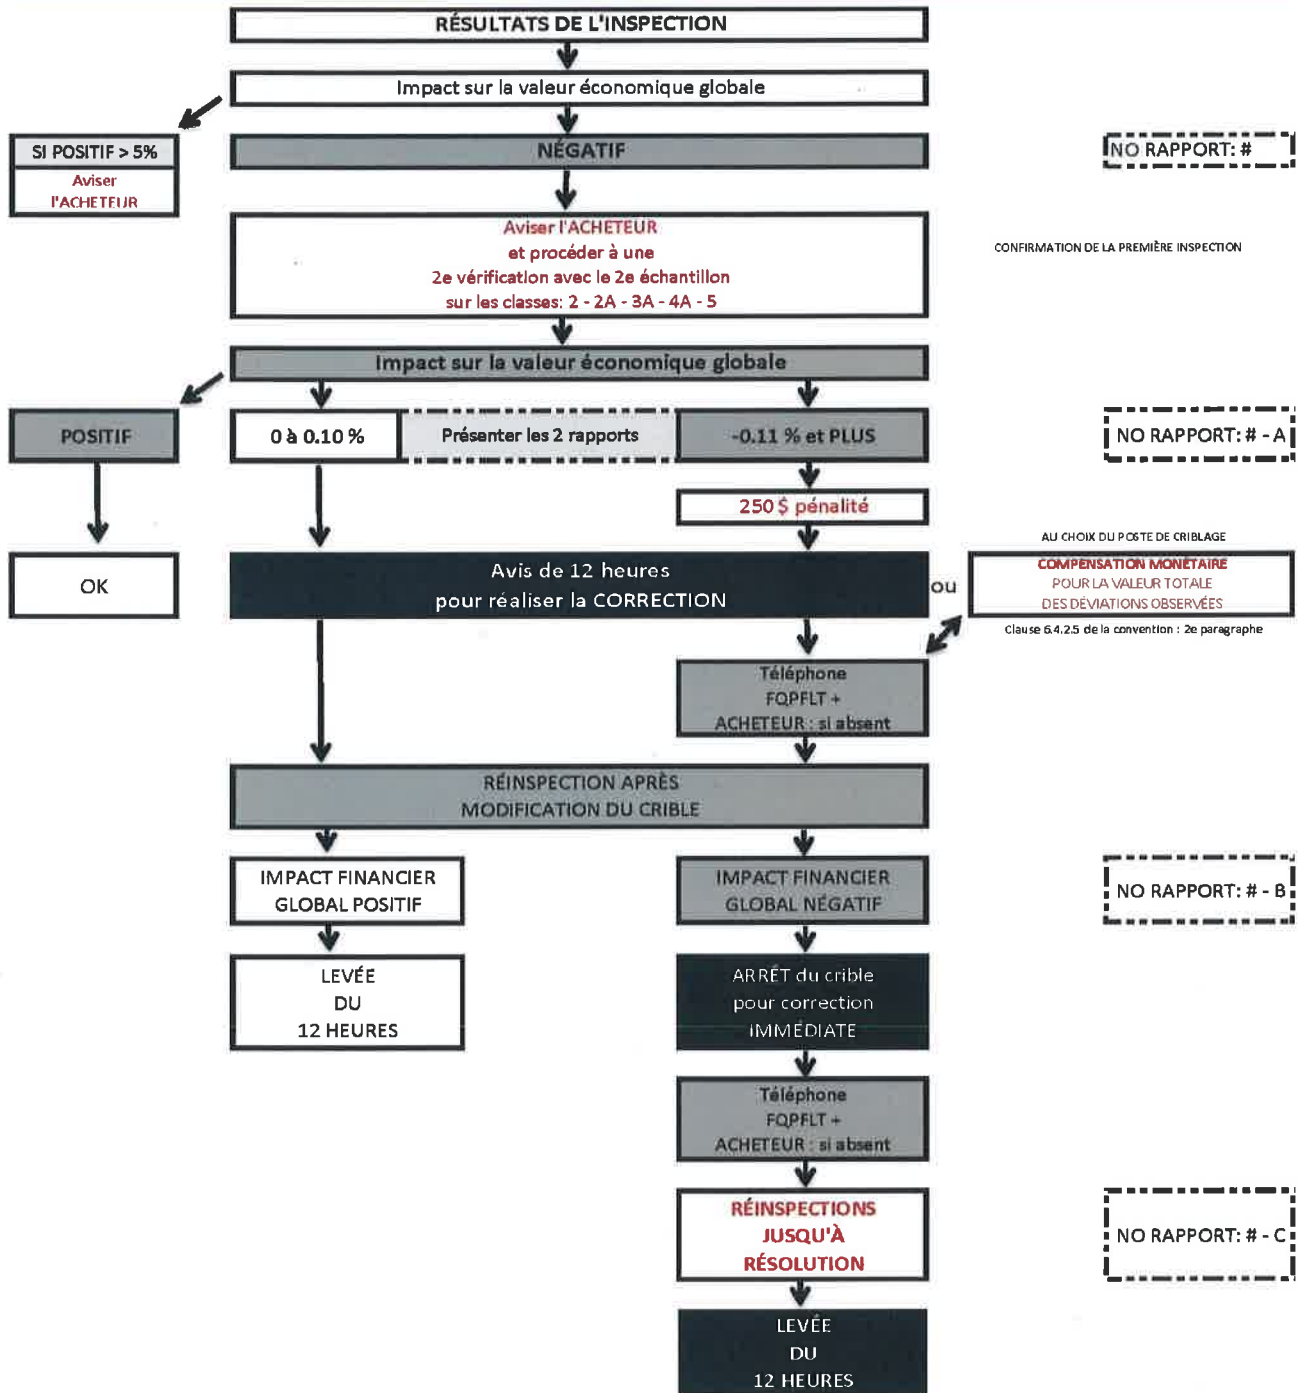 RÉSULTATS DE L'INSPECTION
Impact sur la valeur économique globale
SI POSITIF > 5%
Aviser
l'ACHETEUR
NÉGATIF
NO RAPPORT: #
Aviser l'ACHETEUR
et procéder à une
2e vérification avec le 2e échantillon
sur les classes: 2 - 2A - 3A - 4A - 5
CONFIRMATION DE LA PREMIÈRE INSPECTION
Impact sur la valeur économique globale
POSITIF
0 à 0.10 %
Présenter les 2 rapports
-0.11 % et PLUS
NO RAPPORT: # - A
250 $ pénalité
OK
Avis de 12 heures
pour réaliser la CORRECTION
ou
AU CHOIX DU POSTE DE CRIBLAGE
COMPENSATION MONÉTAIRE
POUR LA VALEUR TOTALE
DES DÉVIATIONS OBSERVÉES
Clause 6.4.2.5 de la convention : 2e paragraphe
Téléphone
FQPFLT +
ACHETEUR : si absent
RÉINSPECTION APRÈS
MODIFICATION DU CRIBLE
IMPACT FINANCIER
GLOBAL POSITIF
IMPACT FINANCIER
GLOBAL NÉGATIF
NO RAPPORT: # - B
LEVÉE
DU
12 HEURES
ARRÊT du crible
pour correction
IMMÉDIATE
Téléphone
FQPFLT +
ACHETEUR : si absent
RÉINSPECTIONS
JUSQU'À
RÉSOLUTION
NO RAPPORT: # - C
LEVÉE
DU
12 HEURES